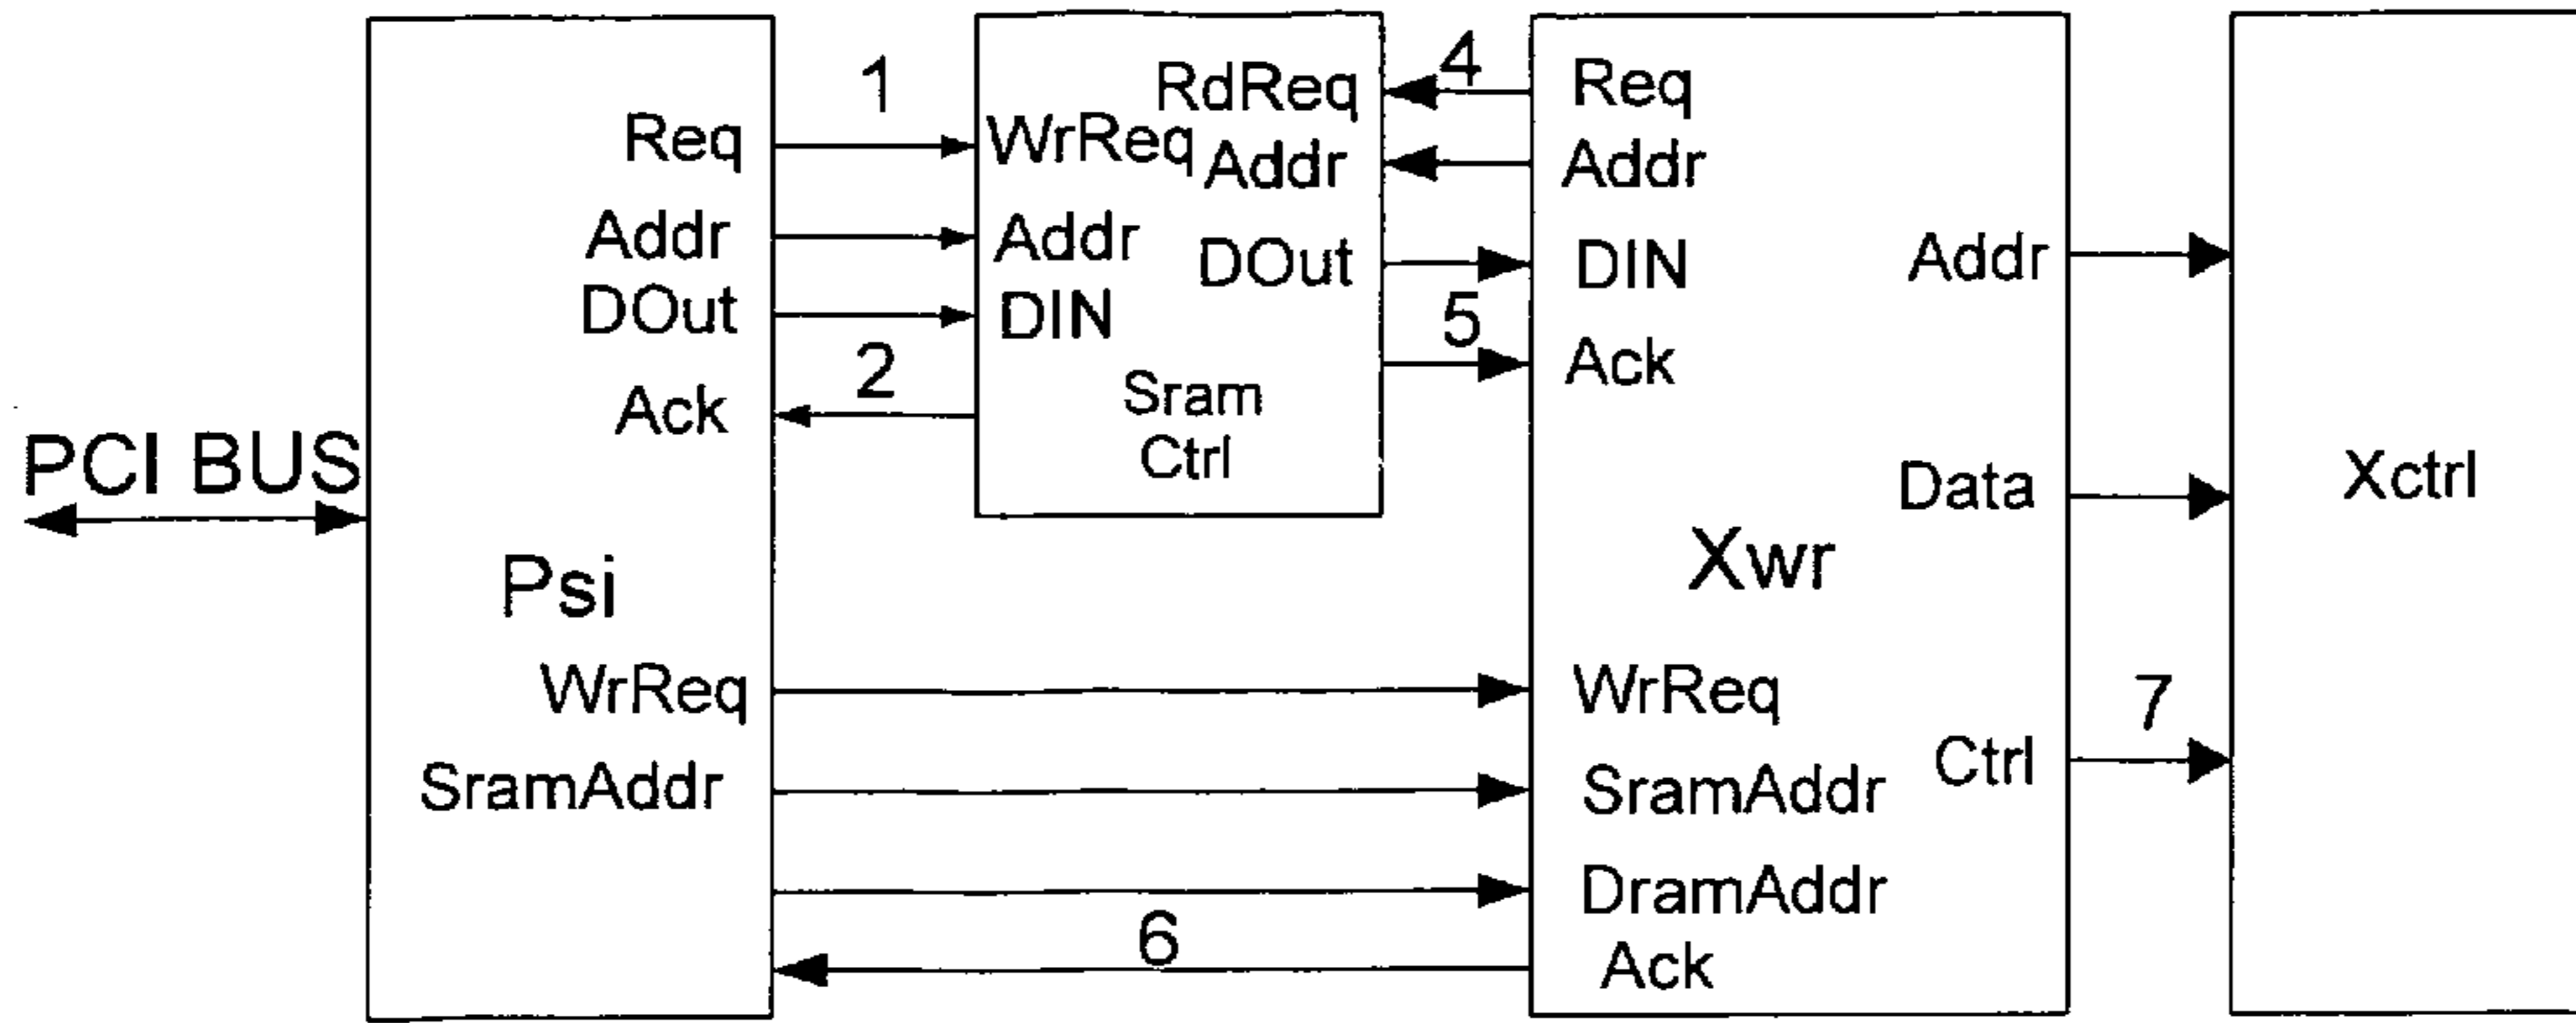 PCI BUS
Req
Addr
DOut
Ack
Psi
WrReq
SramAddr
1
2
WrReq
Addr
DIN
RdReq
Addr
DOut
Sram
Ctrl
4
5
6
Req
Addr
DIN
Ack
Xwr
WrReq
SramAddr
DramAddr
Ack
Addr
Data
Ctrl
7
Xctrl